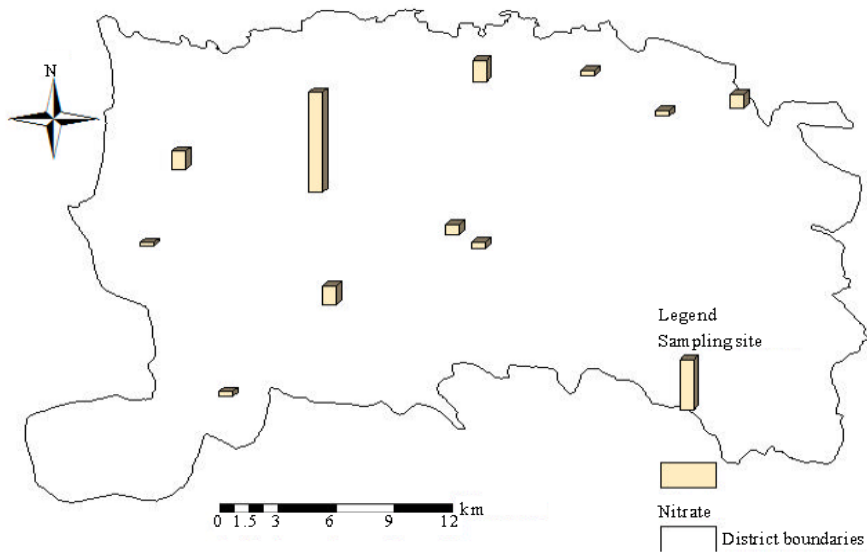 N
Legend
Sampling site
Nitrate
District boundaries
km
0 1.5 3 6 9 12